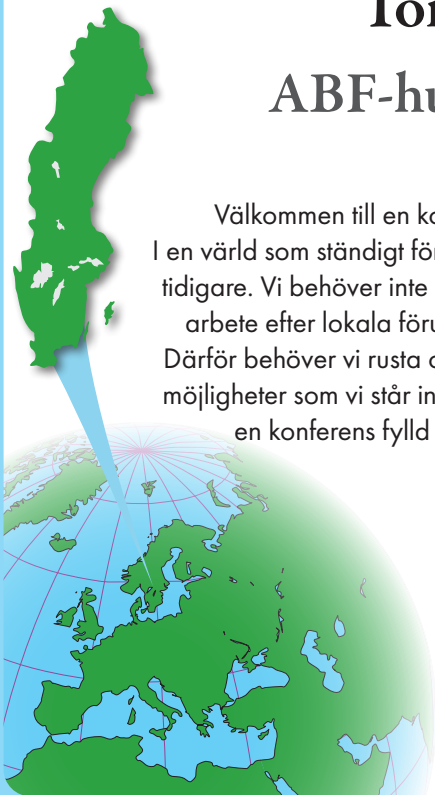 ABF-hu
Välkommen till en ko
I en värld som ständigt för
tidigare. Vi behöver inte
arbete efter lokala föru
Därför behöver vi rusta o
möjligheter som vi står in
en konferens fylld